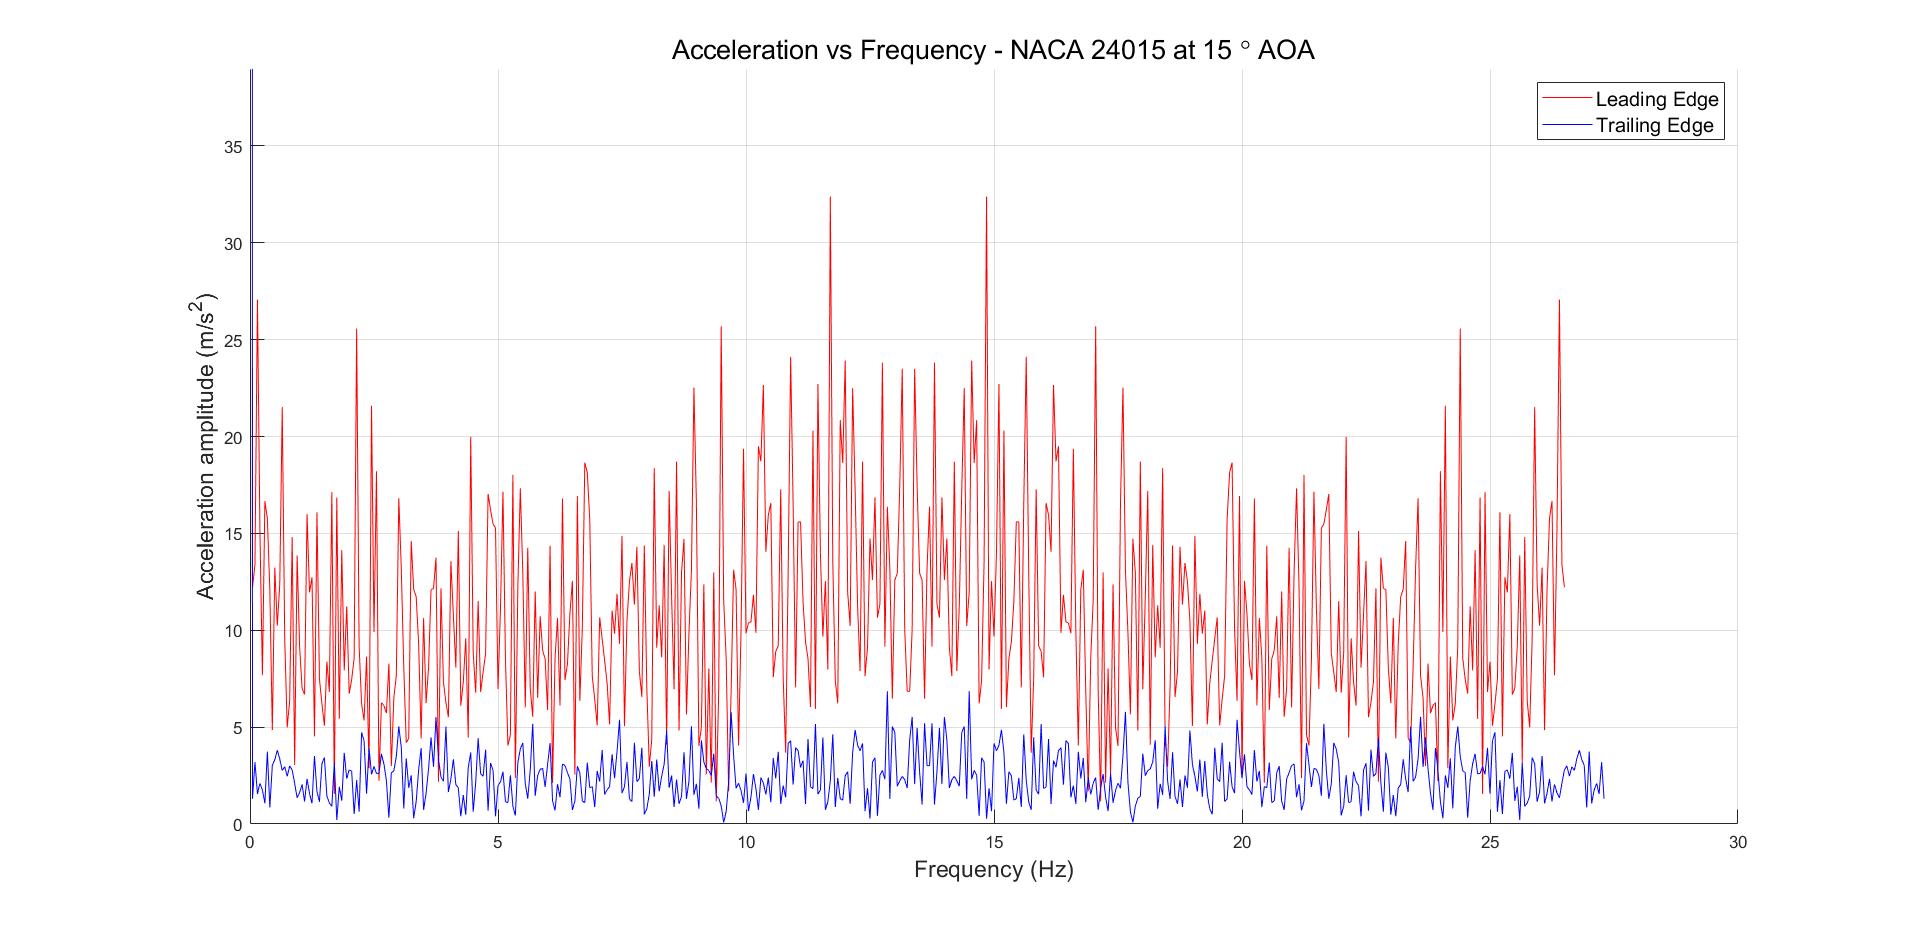 Acceleration vs Frequency - NACA 24015 at 15 ° AOA
Leading Edge
Trailing Edge
Acceleration amplitude (m/s²)
35
30
25
20
15
10
5
0
0 5 10 15 20 25 30
Frequency (Hz)